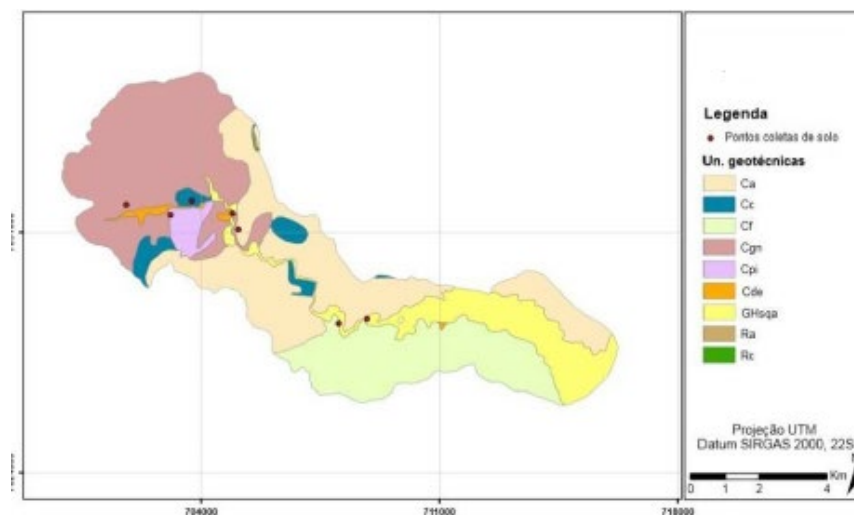 Legenda
Pontos coletas de solo
Un. geotécnicas
Ca
Cc
Cf
Cgn
Cpi
Cde
GHsqa
Ra
Rc
Projeção UTM
Datum SIRGAS 2000, 22S
Km
0 1 2 4
704000 711000 718000